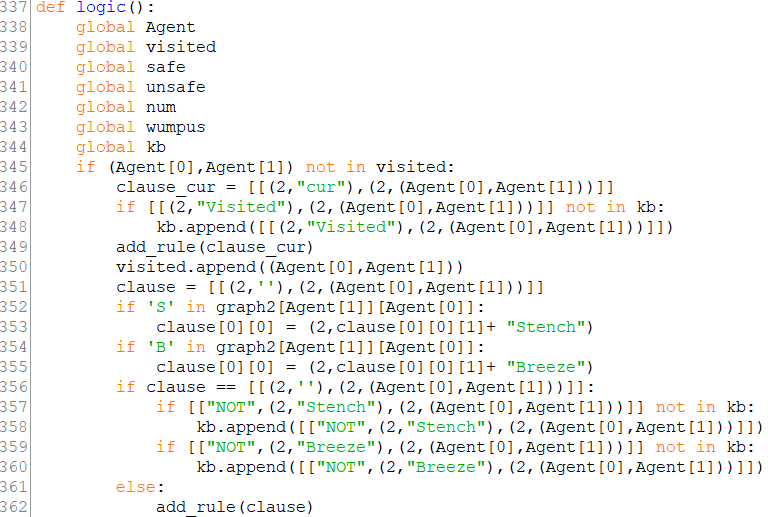 337 def logic():
338     global Agent
339     global visited
340     global safe
341     global unsafe
342     global num
343     global wumpus
344     global kb
345     if (Agent[0],Agent[1]) not in visited:
346         clause_cur = [[(2,"cur"),(2,(Agent[0],Agent[1]))]]
347         if [[(2,"Visited"),(2,(Agent[0],Agent[1]))]] not in kb:
348             kb.append([[(2,"Visited"),(2,(Agent[0],Agent[1]))]])
349         add_rule(clause_cur)
350         visited.append((Agent[0],Agent[1]))
351         clause = [[(2,''),(2,(Agent[0],Agent[1]))]]
352         if 'S' in graph2[Agent[1]][Agent[0]]:
353             clause[0][0] = (2,clause[0][0][1]+ "Stench")
354         if 'B' in graph2[Agent[1]][Agent[0]]:
355             clause[0][0] = (2,clause[0][0][1]+ "Breeze")
356         if clause == [[(2,''),(2,(Agent[0],Agent[1]))]]:
357             if [["NOT",(2,"Stench"),(2,(Agent[0],Agent[1]))]] not in kb:
358                 kb.append([["NOT",(2,"Stench"),(2,(Agent[0],Agent[1]))]])
359             if [["NOT",(2,"Breeze"),(2,(Agent[0],Agent[1]))]] not in kb:
360                 kb.append([["NOT",(2,"Breeze"),(2,(Agent[0],Agent[1]))]])
361         else:
362             add_rule(clause)